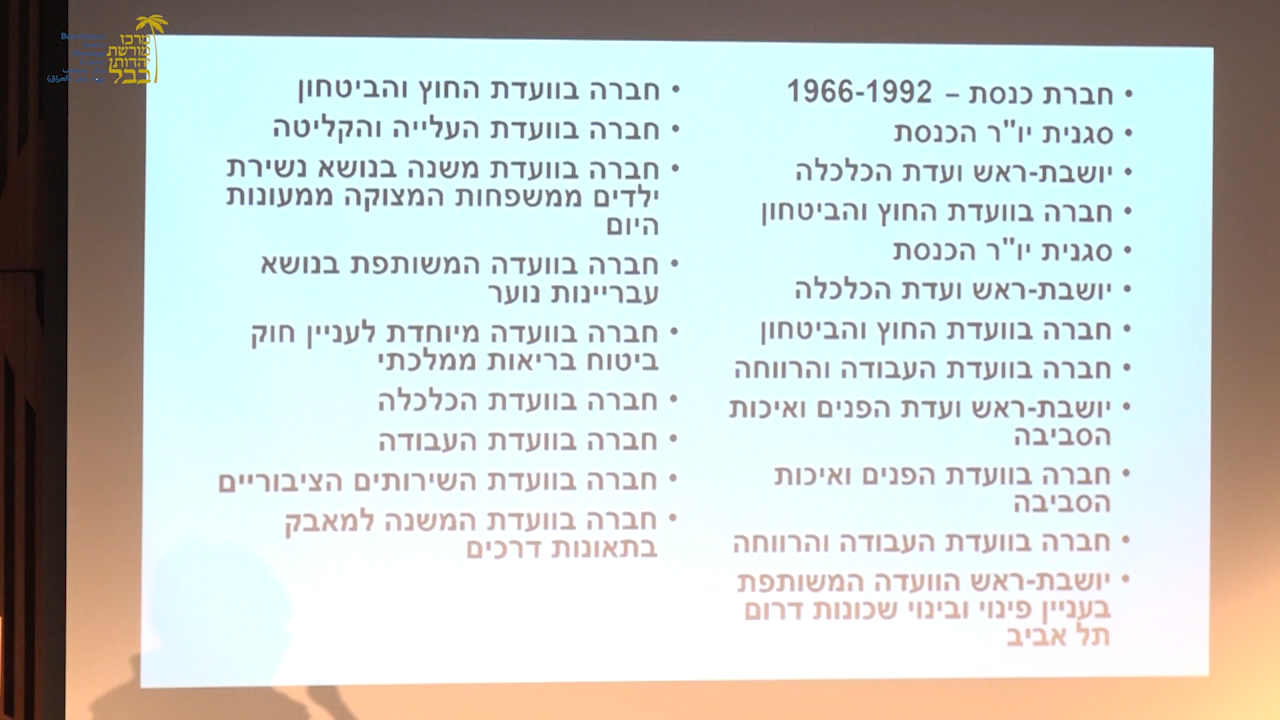 מרכז
מורשת
יהדות
בבל
חברת כנסת – 1966-1992
סגנית יו"ר הכנסת
יושבת-ראש ועדת הכלכלה
חברה בוועדת החוץ והביטחון
סגנית יו"ר הכנסת
יושבת-ראש ועדת הכלכלה
חברה בוועדת החוץ והביטחון
חברה בוועדת העבודה והרווחה
יושבת-ראש ועדת הפנים ואיכות
הסביבה
חברה בוועדת הפנים ואיכות
הסביבה
חברה בוועדת העבודה והרווחה
יושבת-ראש הוועדה המשותפת
בעניין פינוי ובינוי שכונות דרום
תל אביב
חברה בוועדת החוץ והביטחון
חברה בוועדת העלייה והקליטה
חברה בוועדת משנה בנושא נשירת
ילדים ממשפחות המצוקה ממעונות
היום
חברה בוועדה המשותפת בנושא
עבריינות נוער
חברה בוועדה מיוחדת לעניין חוק
ביטוח בריאות ממלכתי
חברה בוועדת הכלכלה
חברה בוועדת העבודה
חברה בוועדת השירותים הציבוריים
חברה בוועדת המשנה למאבק
בתאונות דרכים